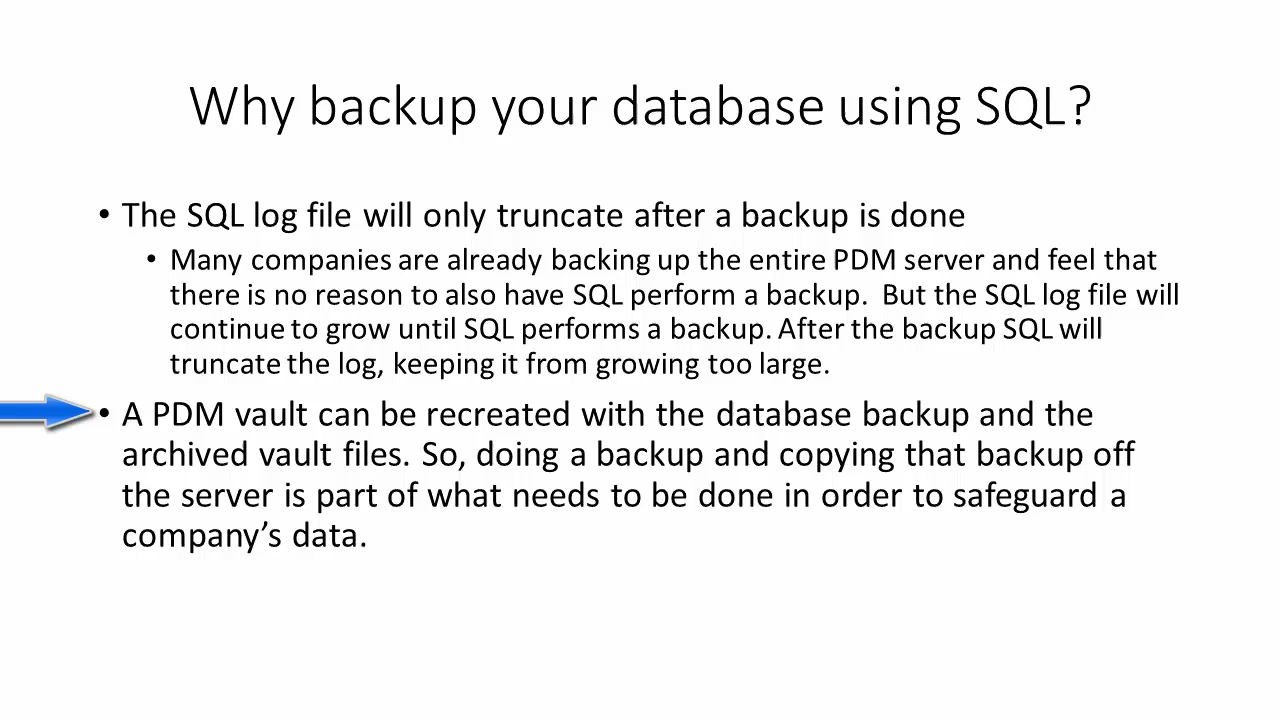 Why backup your database using SQL?
• The SQL log file will only truncate after a backup is done
• Many companies are already backing up the entire PDM server and feel that
there is no reason to also have SQL perform a backup.  But the SQL log file will
continue to grow until SQL performs a backup. After the backup SQL will
truncate the log, keeping it from growing too large.
• A PDM vault can be recreated with the database backup and the
archived vault files. So, doing a backup and copying that backup off
the server is part of what needs to be done in order to safeguard a
company’s data.